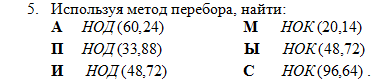 5. Используя метод перебора, найти:
А НОД (60,24) М НОК (20,14)
П НОД (33,88) Ы НОК (48,72)
И НОД (48,72) С НОК (96,64) .